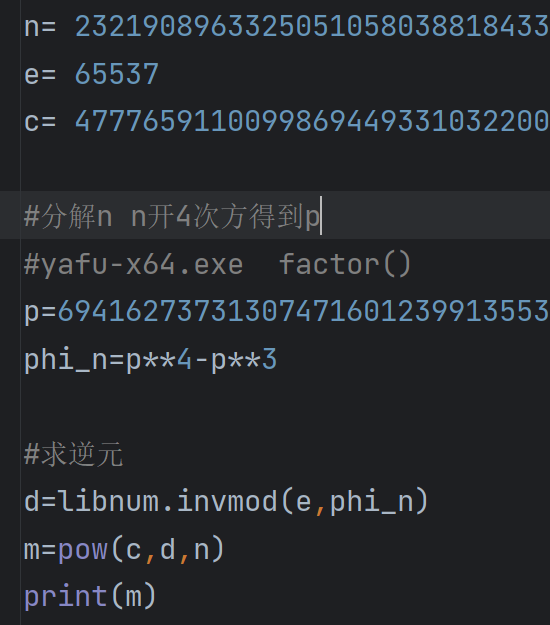 n= 2321908963325051058038818433
e= 65537
c= 4777659110099869449331032200
#分解n n开4次方得到p
#yafu-x64.exe  factor()
p=69416273731307471601239913553
phi_n=p**4-p**3
#求逆元
d=libnum.invmod(e,phi_n)
m=pow(c,d,n)
print(m)